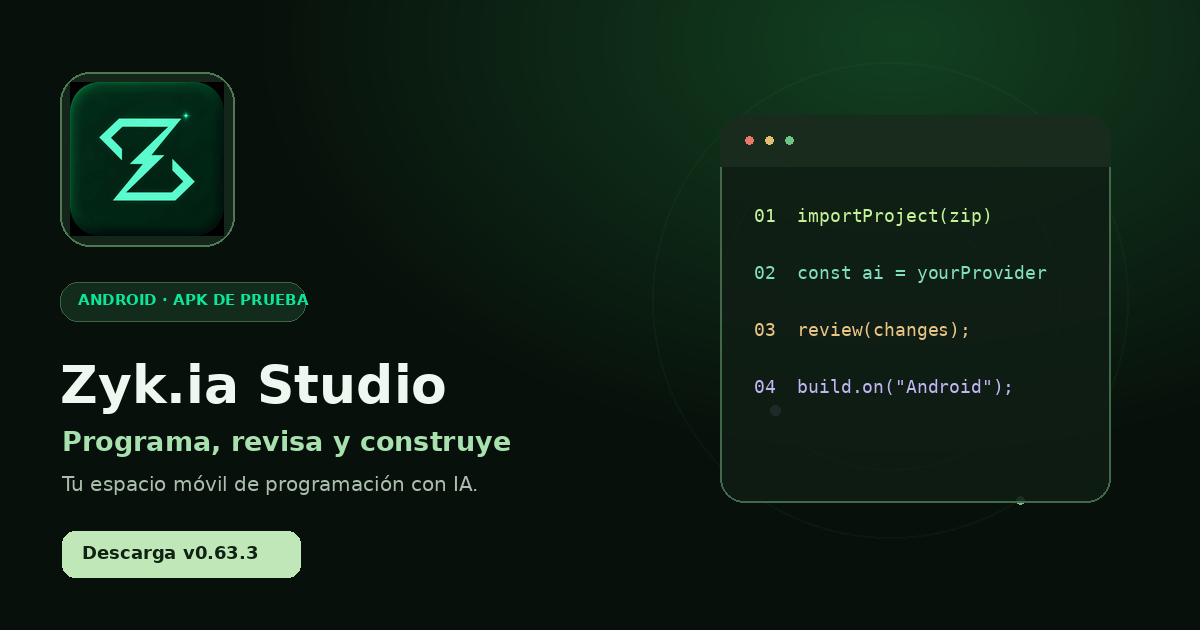 ANDROID · APK DE PRUEBA
Zyk.ia Studio
Programa, revisa y construye
Tu espacio móvil de programación con IA.
Descarga v0.63.3
01 importProject(zip)
02 const ai = yourProvider
03 review(changes);
04 build.on("Android");